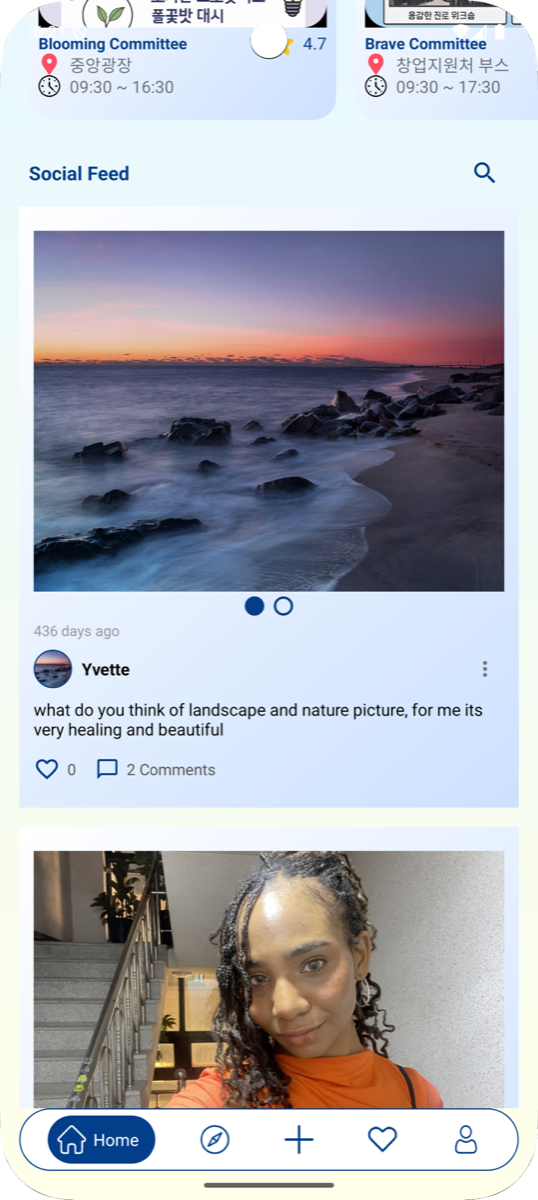 폴꽃밭 대시
용감한 진로 워크숍
Blooming Committee
4.7
중앙광장
09:30 ~ 16:30
Brave Committee
창업지원처 부스
09:30 ~ 17:30
Social Feed
436 days ago
Yvette
what do you think of landscape and nature picture, for me its
very healing and beautiful
0
2 Comments
Home